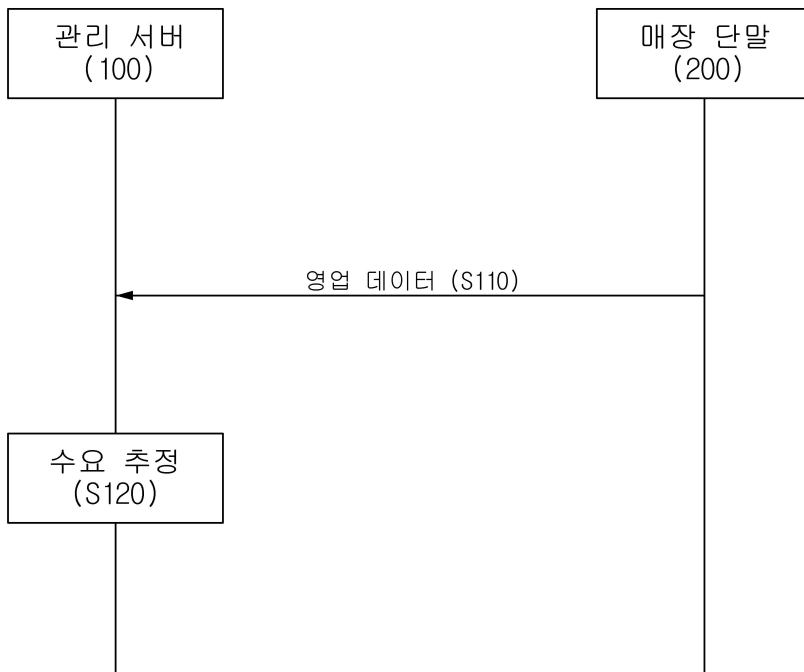 관리 서버
(100)
매장 단말
(200)
영업 데이터 (S110)
수요 추정
(S120)